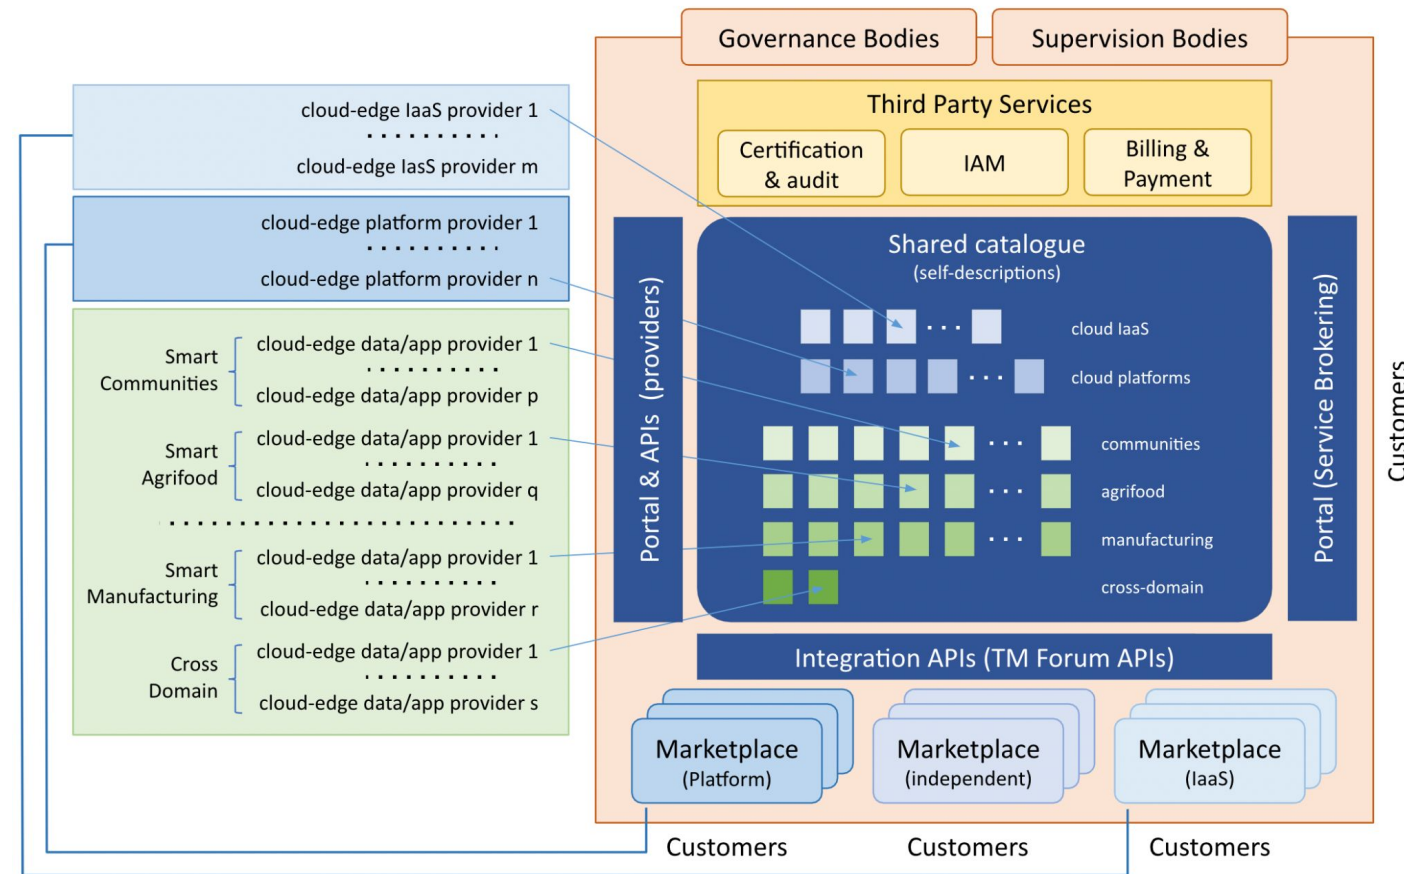 Governance Bodies
Supervision Bodies
cloud-edge IaaS provider 1
cloud-edge IasS provider m
cloud-edge platform provider 1
cloud-edge platform provider n
Smart
Communities
cloud-edge data/app provider 1
cloud-edge data/app provider p
Smart
Agrifood
cloud-edge data/app provider 1
cloud-edge data/app provider q
Smart
Manufacturing
cloud-edge data/app provider 1
cloud-edge data/app provider r
Cross
Domain
cloud-edge data/app provider 1
cloud-edge data/app provider s
Third Party Services
Certification
& audit
IAM
Billing &
Payment
Portal & APIs (providers)
Shared catalogue
(self-descriptions)
cloud IaaS
cloud platforms
communities
agrifood
manufacturing
cross-domain
Portal (Service Brokering)
Customers
Integration APIs (TM Forum APIs)
Marketplace
(Platform)
Marketplace
(independent)
Marketplace
(IaaS)
Customers
Customers
Customers